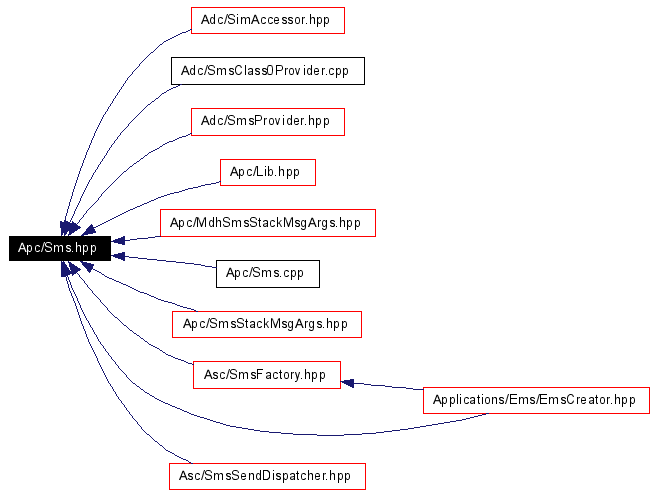 Adc/SimAccessor.hpp
Adc/SmsClass0Provider.cpp
Adc/SmsProvider.hpp
Apc/Lib.hpp
Apc/MdhSmsStackMsgArgs.hpp
Apc/Sms.hpp
Apc/Sms.cpp
Apc/SmsStackMsgArgs.hpp
Asc/SmsFactory.hpp
Applications/Ems/EmsCreator.hpp
Asc/SmsSendDispatcher.hpp